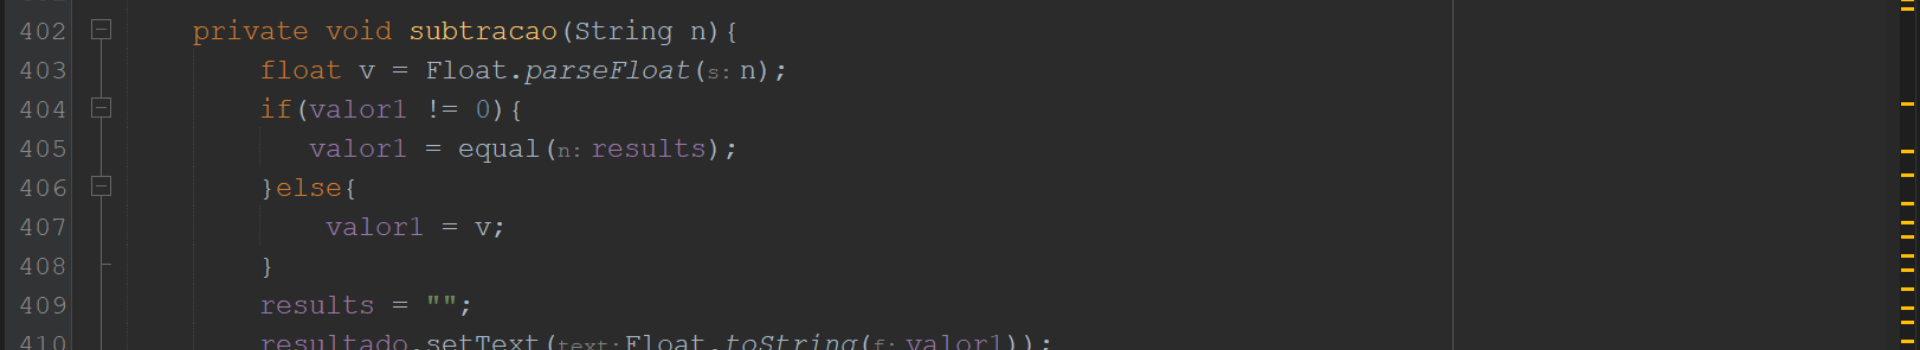 402 private void subtracao(String n){
403 float v = Float.parseFloat(s: n);
404 if(valor1 != 0){
405 valor1 = equal(n: results);
406 }else{
407 valor1 = v;
408 }
409 results = "";
410 resultado.setText(text: Float.toString(f: valor1));